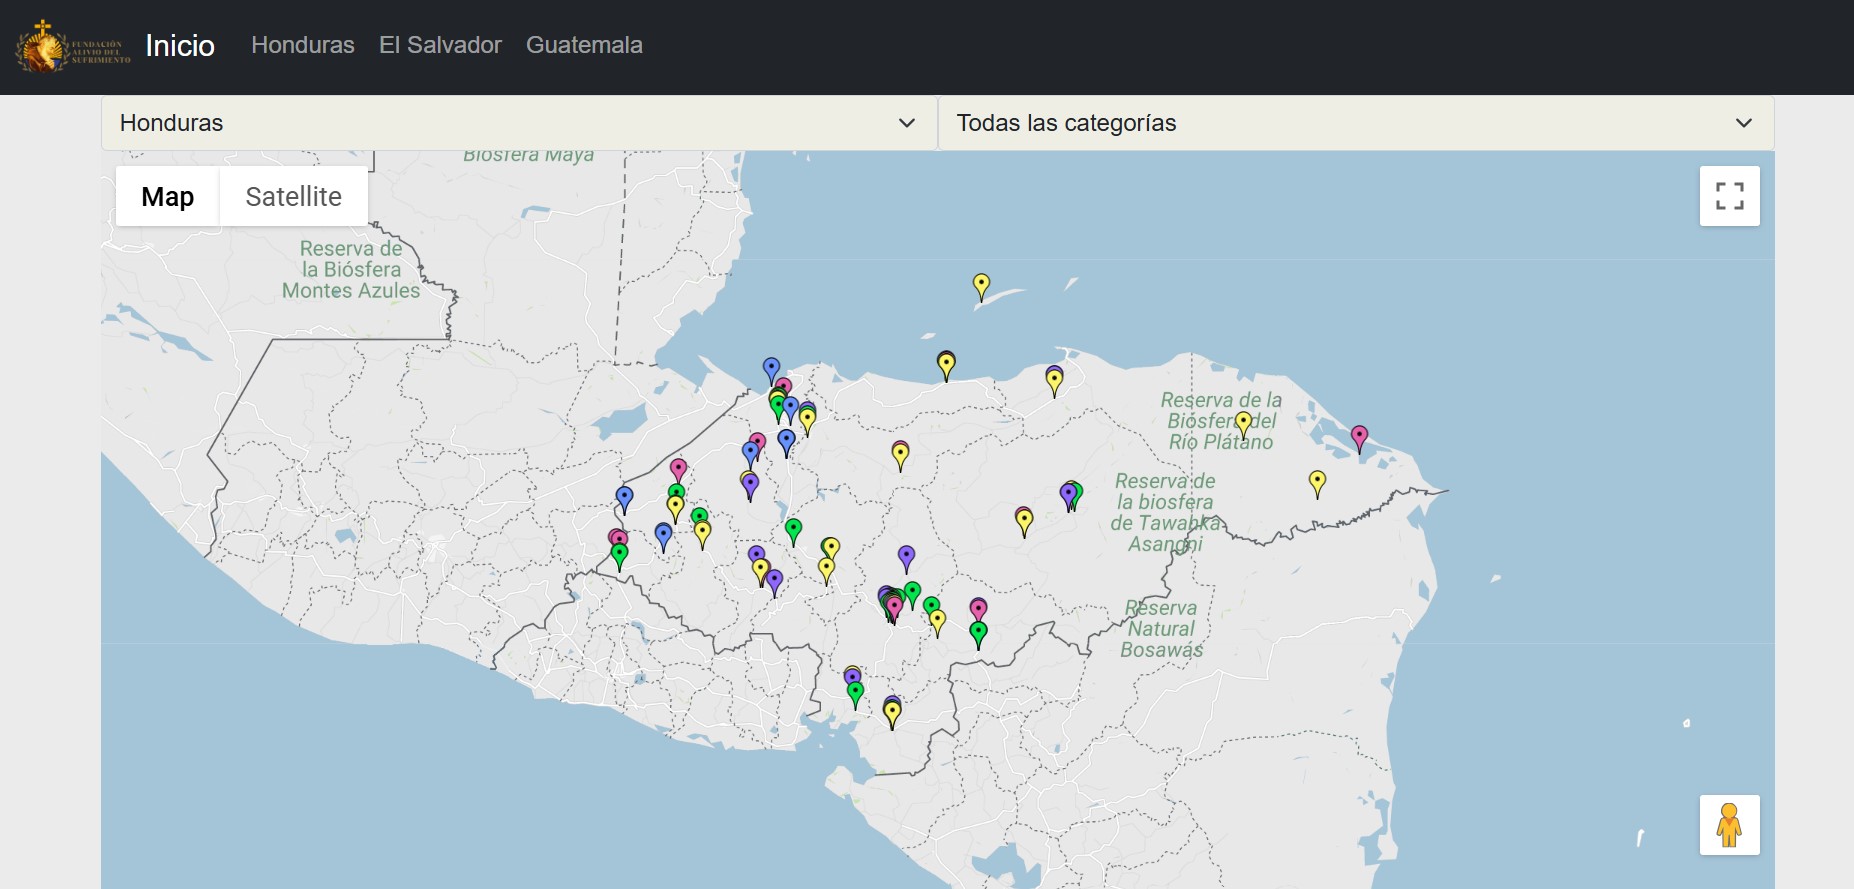 FUNDACIÓN
ALIVIO DEL
SUFRIMIENTO
Inicio
Honduras
El Salvador
Guatemala
Honduras
Todas las categorías
Biósfera Maya
Map
Satellite
Reserva de
la Biósfera
Montes Azules
Reserva de la
Biósfera del
Río Plátano
Reserva de
la biosfera
de Tawahka
Asangni
Reserva
Natural
Bosawás